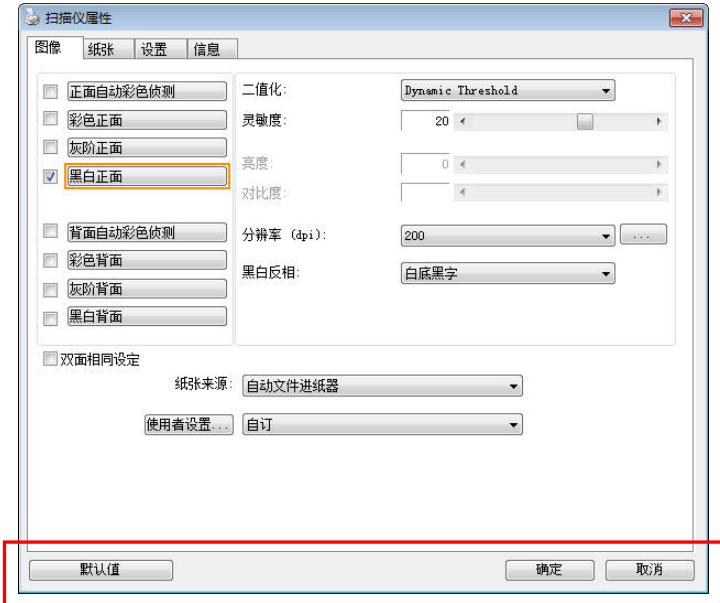 扫描仪属性
图像 纸张 设置 信息
正面自动彩色侦测
彩色正面
灰阶正面
黑白正面
背面自动彩色侦测
彩色背面
灰阶背面
黑白背面
二值化: Dynamic Threshold
灵敏度: 20
亮度: 0
对比度:
分辨率 (dpi): 200 ...
黑白反相: 白底黑字
双面相同设定
纸张来源: 自动文件进纸器
使用者设置... 自订
默认值 确定 取消